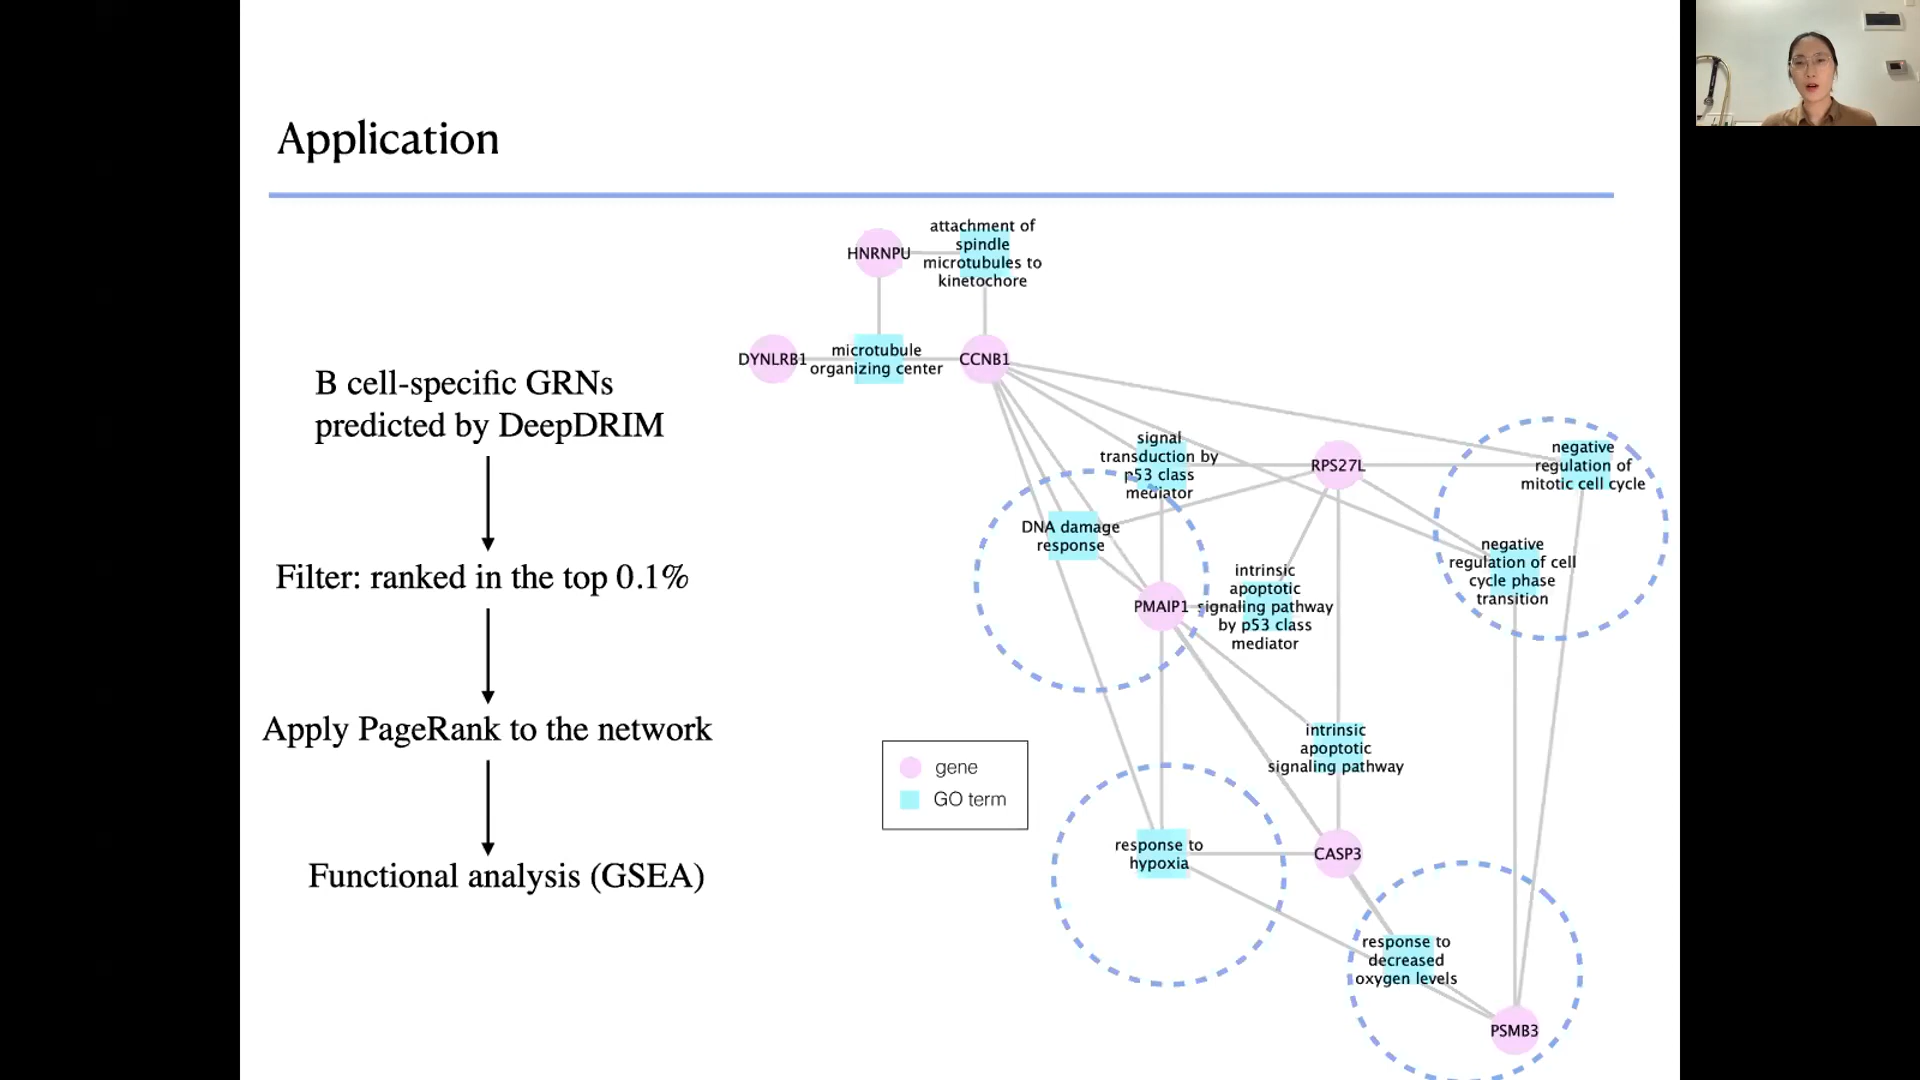 Application
B cell-specific GRNs
predicted by DeepDRIM
Filter: ranked in the top 0.1%
Apply PageRank to the network
Functional analysis (GSEA)
HNRNPU
attachment of
spindle
microtubules to
kinetochore
DYNLRB1
microtubule
organizing center
CCNB1
signal
transduction by
p53 class
mediator
RPS27L
negative
regulation of
mitotic cell cycle
DNA damage
response
negative
regulation of cell
cycle phase
transition
PMAIP1
intrinsic
apoptotic
signaling pathway
by p53 class
mediator
intrinsic
apoptotic
signaling pathway
gene
GO term
response to
hypoxia
CASP3
response to
decreased
oxygen levels
PSMB3